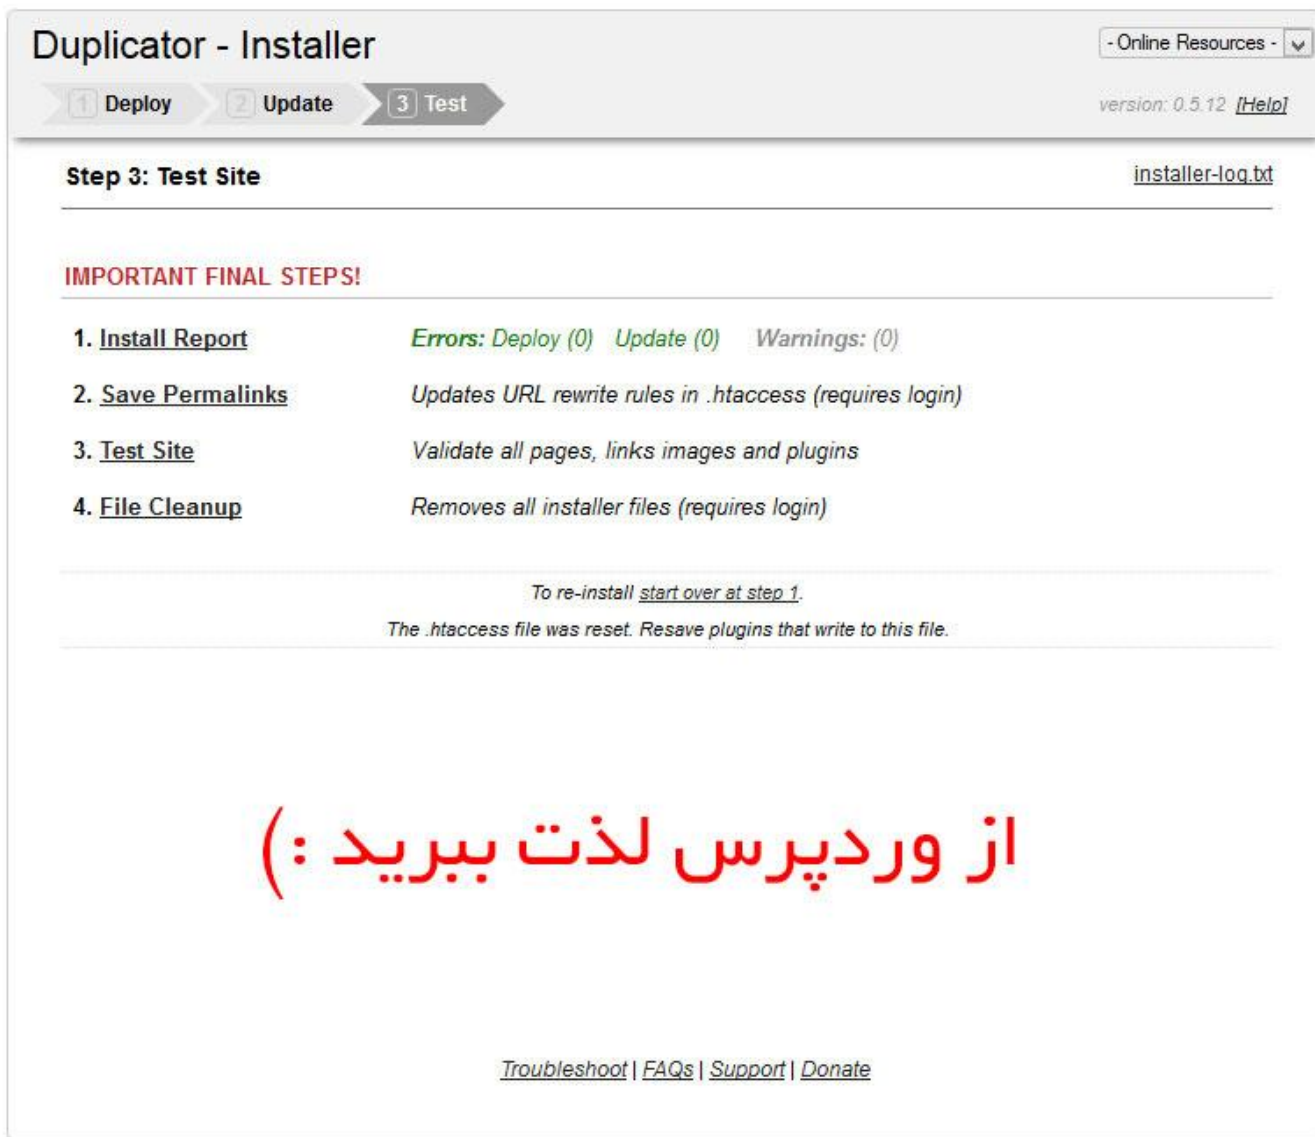 Duplicator - Installer
- Online Resources -
1 Deploy 2 Update 3 Test
version: 0.5.12 [Help]
Step 3: Test Site
installer-log.txt
IMPORTANT FINAL STEPS!
1. Install Report Errors: Deploy (0) Update (0) Warnings: (0)
2. Save Permalinks Updates URL rewrite rules in .htaccess (requires login)
3. Test Site Validate all pages, links images and plugins
4. File Cleanup Removes all installer files (requires login)
To re-install start over at step 1.
The .htaccess file was reset. Resave plugins that write to this file.
از وردپرس لذت ببرید :)
Troubleshoot | FAQs | Support | Donate